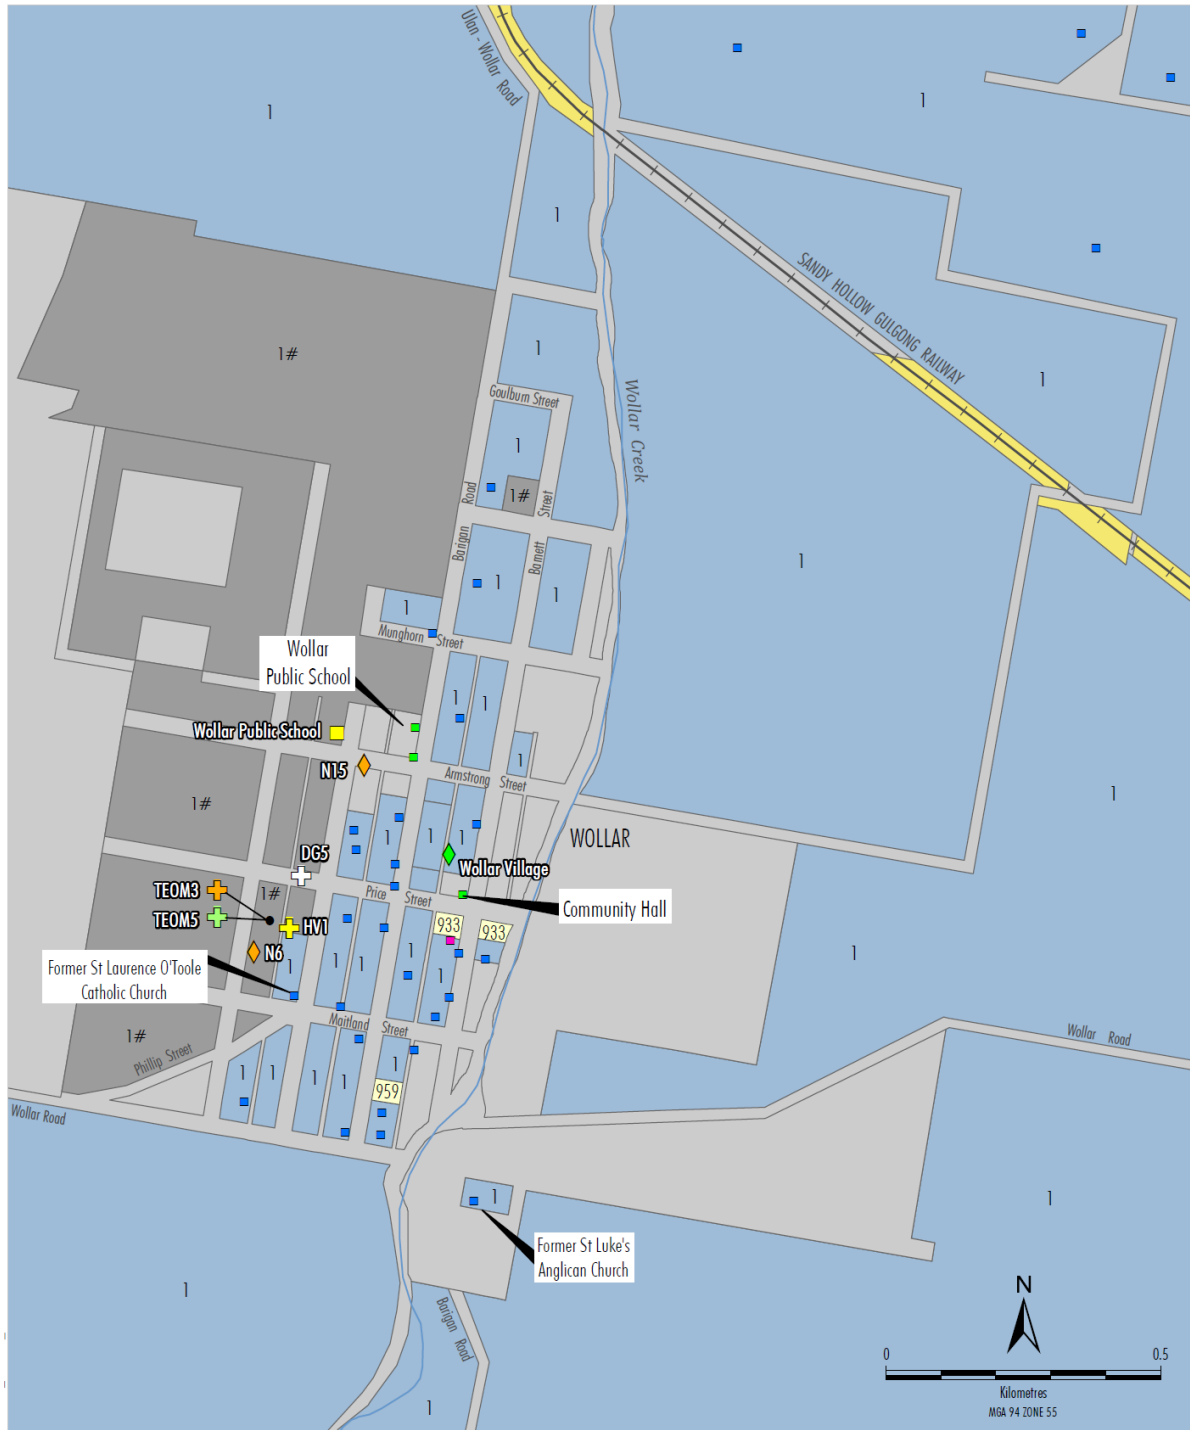 Ulan - Wollar Road
1
1
1
SANDY HOLLOW GULGONG RAILWAY
1#
1
1
Wollar Creek
Goulburn Street
1
1#
Road
Street
Barigan
Barnett
1
1
1
1
Munghorn Street
Wollar
Public School
1
1
Wollar Public School
N15
1
Armstrong Street
1#
1
1
1
1
WOLLAR
DG5
Wollar Village
TEOM3
1#
Price Street
Community Hall
TEOM5
HV1
933
933
N6
1
1
1
1
1
1
Former St Laurence O'Toole
Catholic Church
Maitland Street
1#
Phillip Street
Wollar Road
1
1
1
1
1
959
Wollar Road
1
1
Former St Luke's
Anglican Church
1
N
Barigan Road
0 0.5
Kilometres
MGA 94 ZONE 55
1